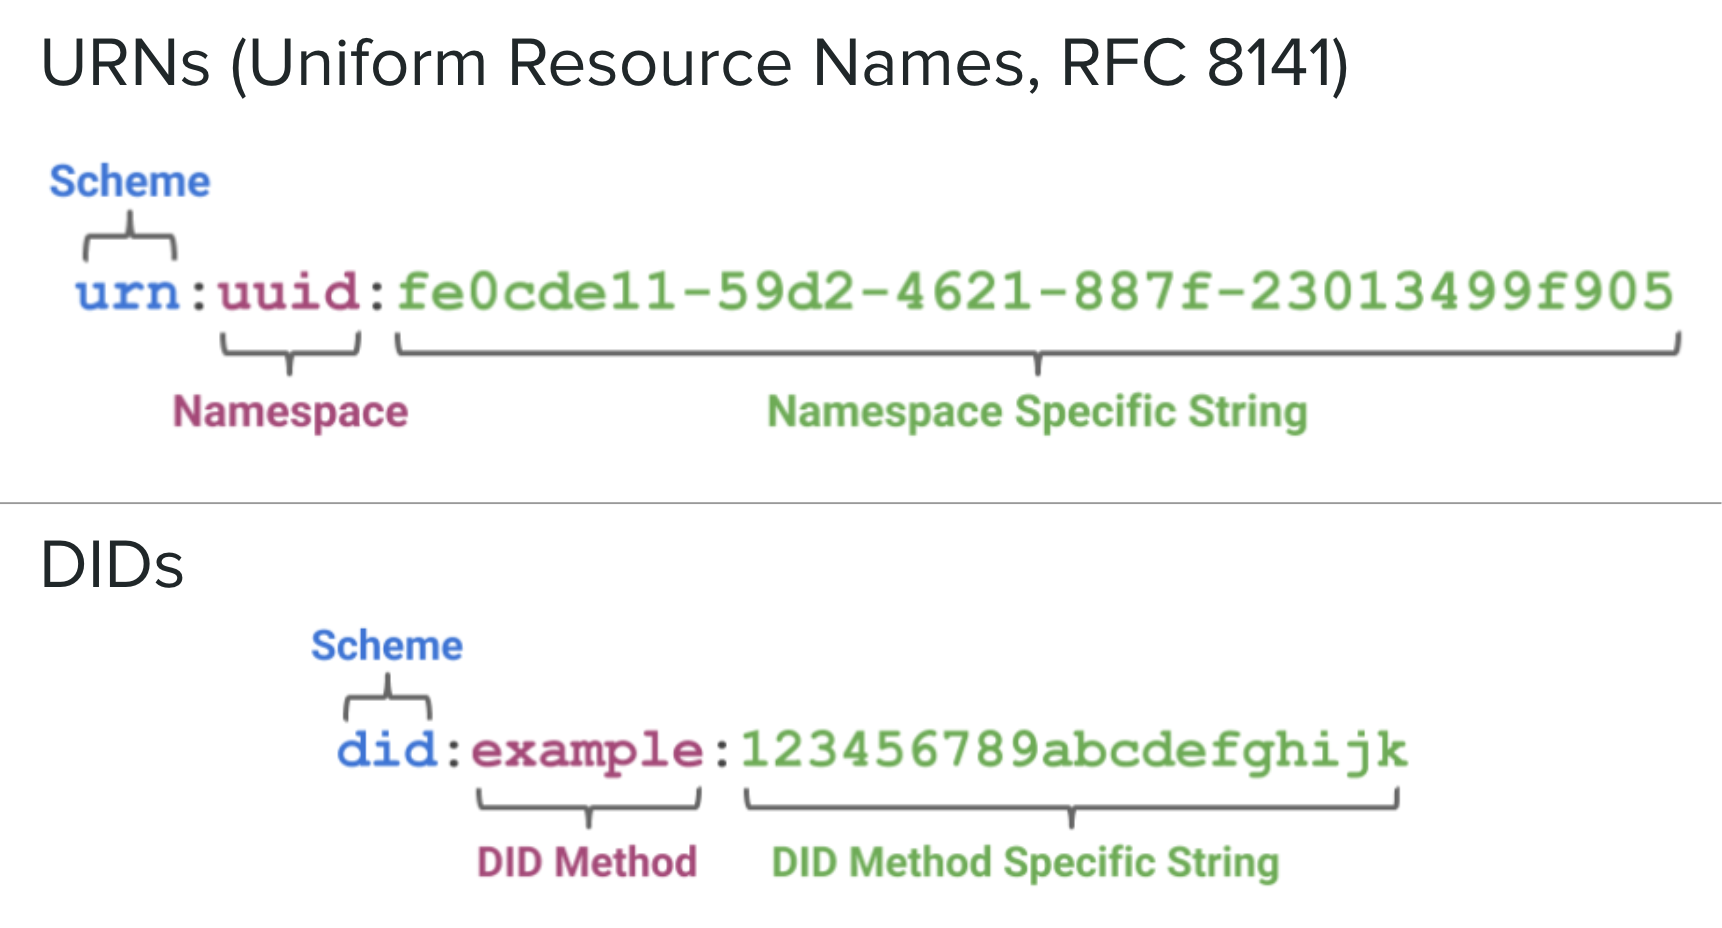 URNs (Uniform Resource Names, RFC 8141)
Scheme
urn:uuid:fe0cde11-59d2-4621-887f-23013499f905
Namespace Namespace Specific String
DIDs
Scheme
did:example:123456789abcdefghijk
DID Method DID Method Specific String